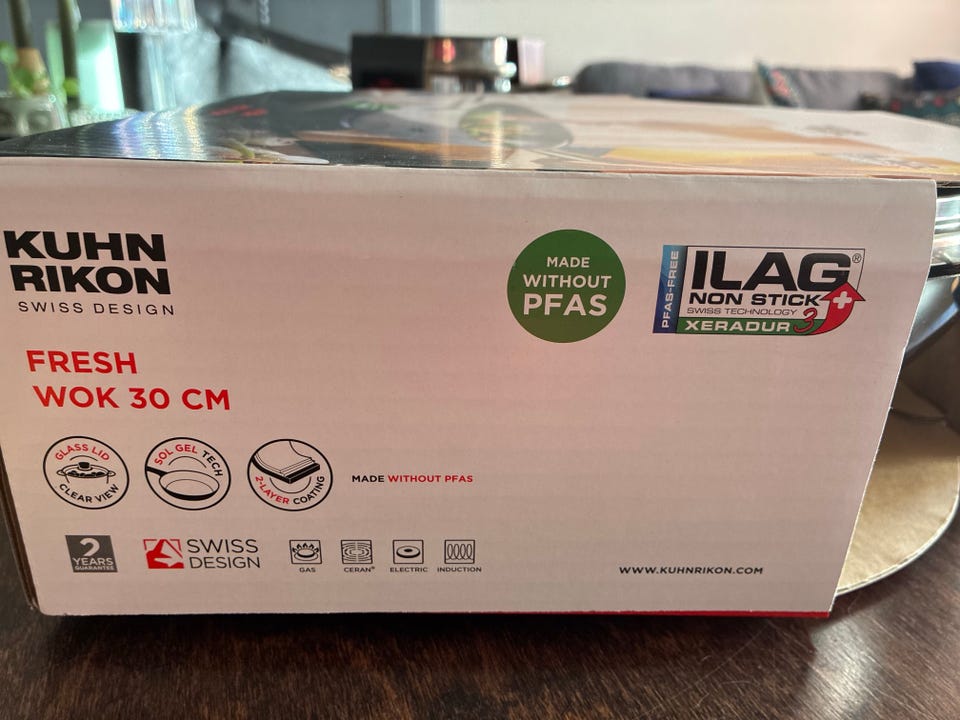 KUHN
RIKON
SWISS DESIGN
MADE
WITHOUT
PFAS
PFAS-FREE
ILAG®
NON STICK
SWISS TECHNOLOGY
XERADUR 3
FRESH
WOK 30 CM
GLASS LID
CLEAR VIEW
SOL GEL TECH
2-LAYER COATING
MADE WITHOUT PFAS
2
YEARS
GUARANTEE
SWISS
DESIGN
GAS
CERAN®
ELECTRIC
INDUCTION
WWW.KUHNRIKON.COM